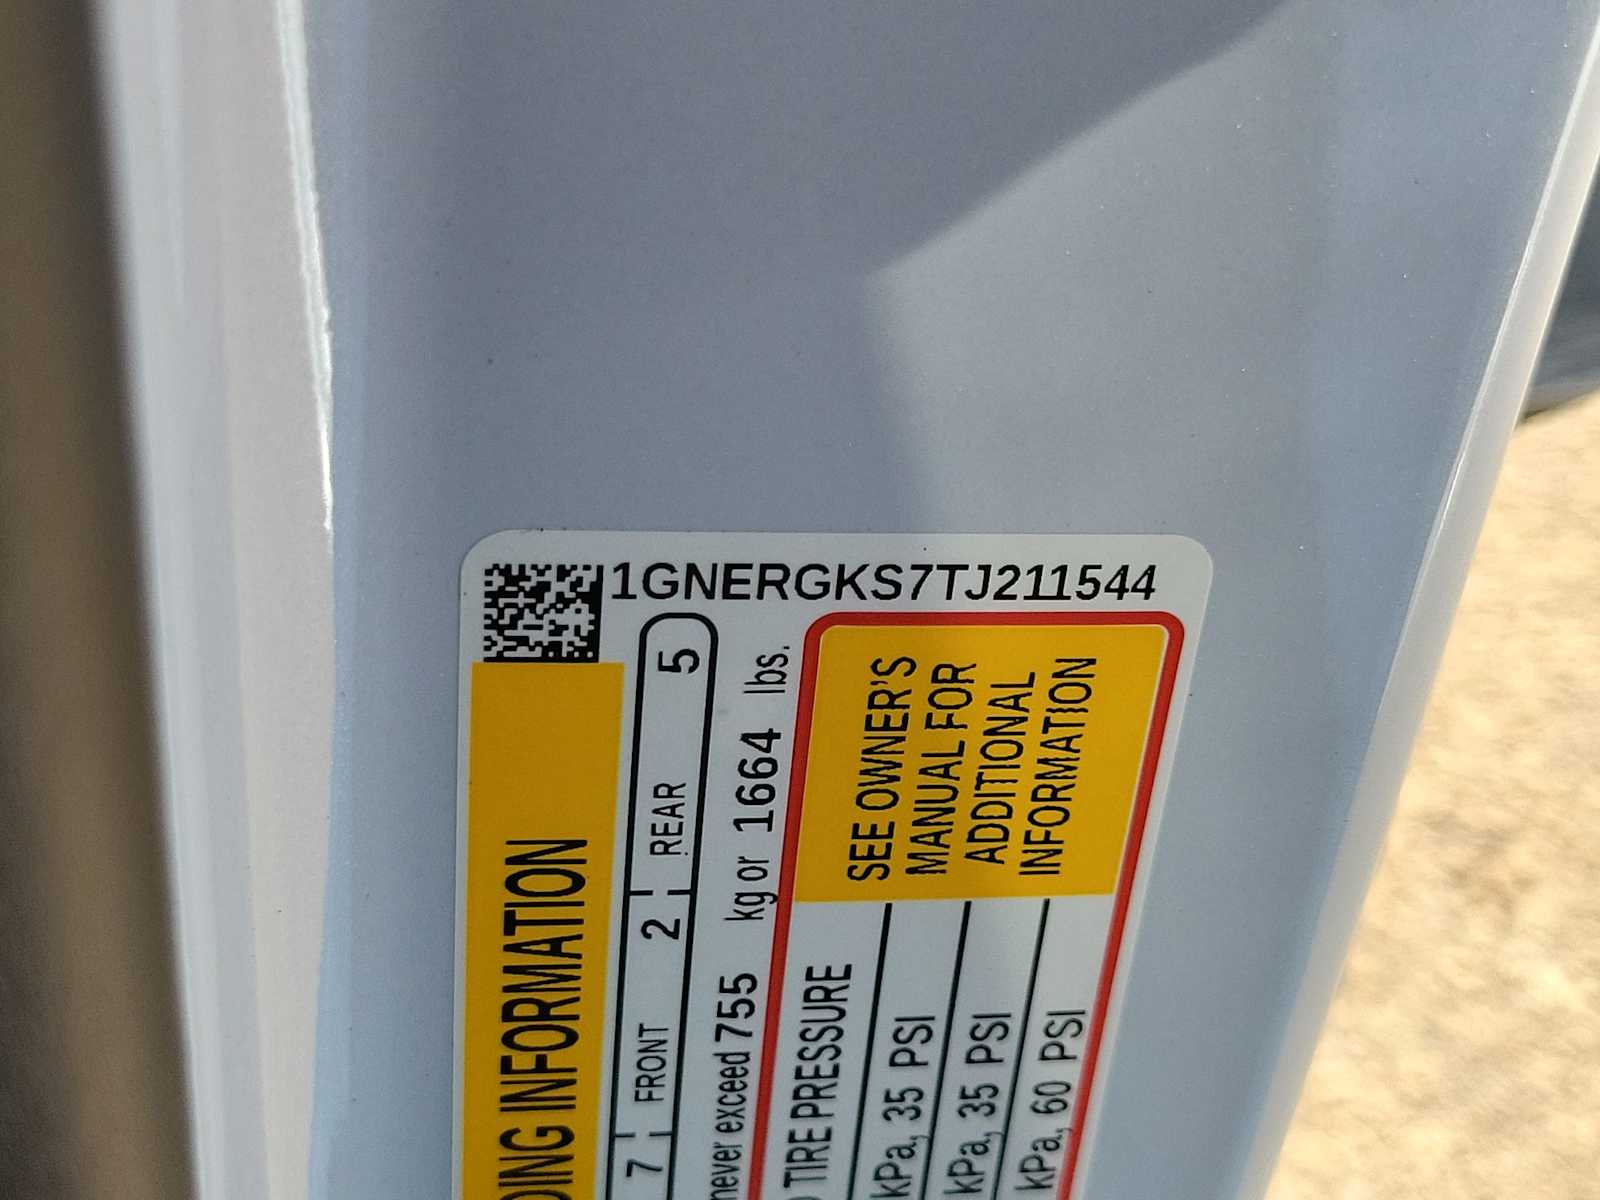 1GNERGKS7TJ211544
DING INFORMATION
7 FRONT 2 REAR 5
never exceed 755 kg or 1664 lbs.
TIRE PRESSURE
kPa, 35 PSI
kPa, 35 PSI
kPa, 60 PSI
SEE OWNER'S
MANUAL FOR
ADDITIONAL
INFORMATION